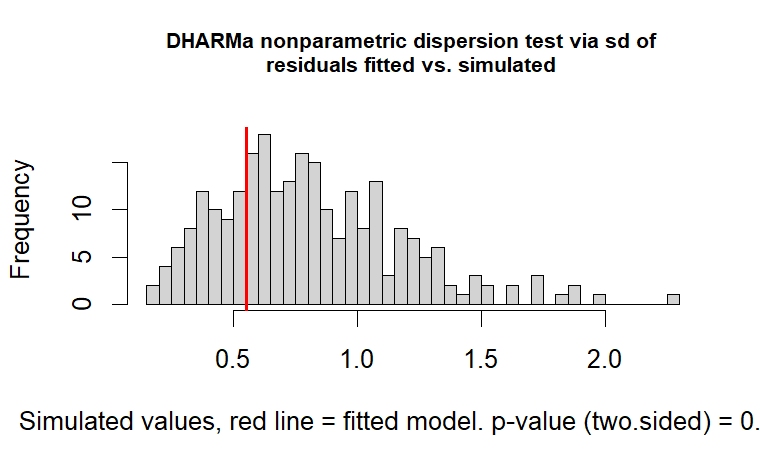 DHARMa nonparametric dispersion test via sd of
residuals fitted vs. simulated
Frequency
10
5
0
0.5 1.0 1.5 2.0
Simulated values, red line = fitted model. p-value (two.sided) = 0.